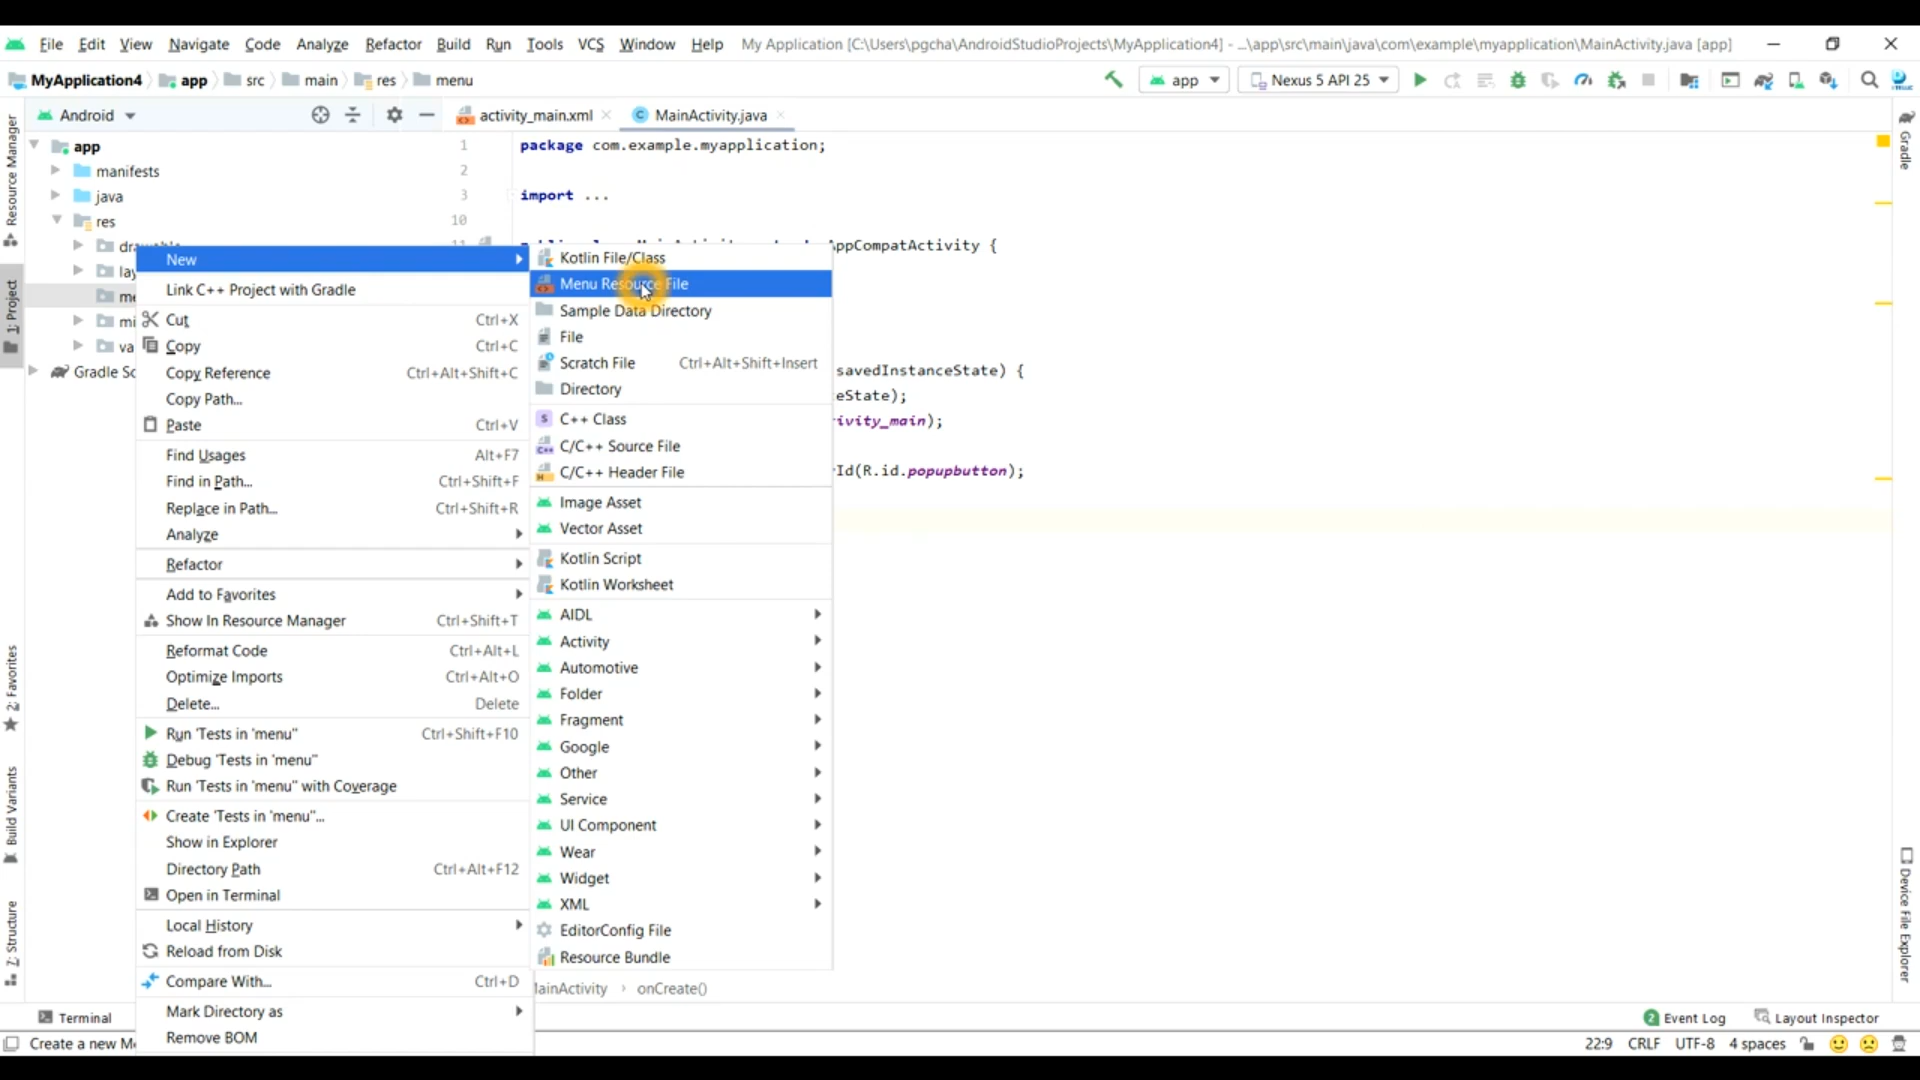 File Edit View Navigate Code Analyze Refactor Build Run Tools VCS Window Help My Application [C:\Users\pgcha\AndroidStudioProjects\MyApplication4] - ...\app\src\main\java\com\example\myapplication\MainActivity.java [app]
MyApplication4 app src main res menu app Nexus 5 API 25
Android activity_main.xml MainActivity.java
Resource Manager
1: Project
2: Favorites
Build Variants
7: Structure
app
manifests
java
res
Gradle
1 package com.example.myapplication;
2
3 import ...
10
11 AppCompatActivity {
savedInstanceState) {
eState);
ivity_main);
Id(R.id.popupbutton);
New
Link C++ Project with Gradle
Cut Ctrl+X
Copy Ctrl+C
Copy Reference Ctrl+Alt+Shift+C
Copy Path...
Paste Ctrl+V
Find Usages Alt+F7
Find in Path... Ctrl+Shift+F
Replace in Path... Ctrl+Shift+R
Analyze
Refactor
Add to Favorites
Show In Resource Manager Ctrl+Shift+T
Reformat Code Ctrl+Alt+L
Optimize Imports Ctrl+Alt+O
Delete... Delete
Run 'Tests in 'menu'' Ctrl+Shift+F10
Debug 'Tests in 'menu''
Run 'Tests in 'menu'' with Coverage
Create 'Tests in 'menu''...
Show in Explorer
Directory Path Ctrl+Alt+F12
Open in Terminal
Local History
Reload from Disk
Compare With... Ctrl+D
Mark Directory as
Remove BOM
Kotlin File/Class
Menu Resource File
Sample Data Directory
File
Scratch File Ctrl+Alt+Shift+Insert
Directory
C++ Class
C/C++ Source File
C/C++ Header File
Image Asset
Vector Asset
Kotlin Script
Kotlin Worksheet
AIDL
Activity
Automotive
Folder
Fragment
Google
Other
Service
UI Component
Wear
Widget
XML
EditorConfig File
Resource Bundle
MainActivity › onCreate()
Gradle
Device File Explorer
Terminal 2 Event Log Layout Inspector
Create a new M 22:9 CRLF UTF-8 4 spaces